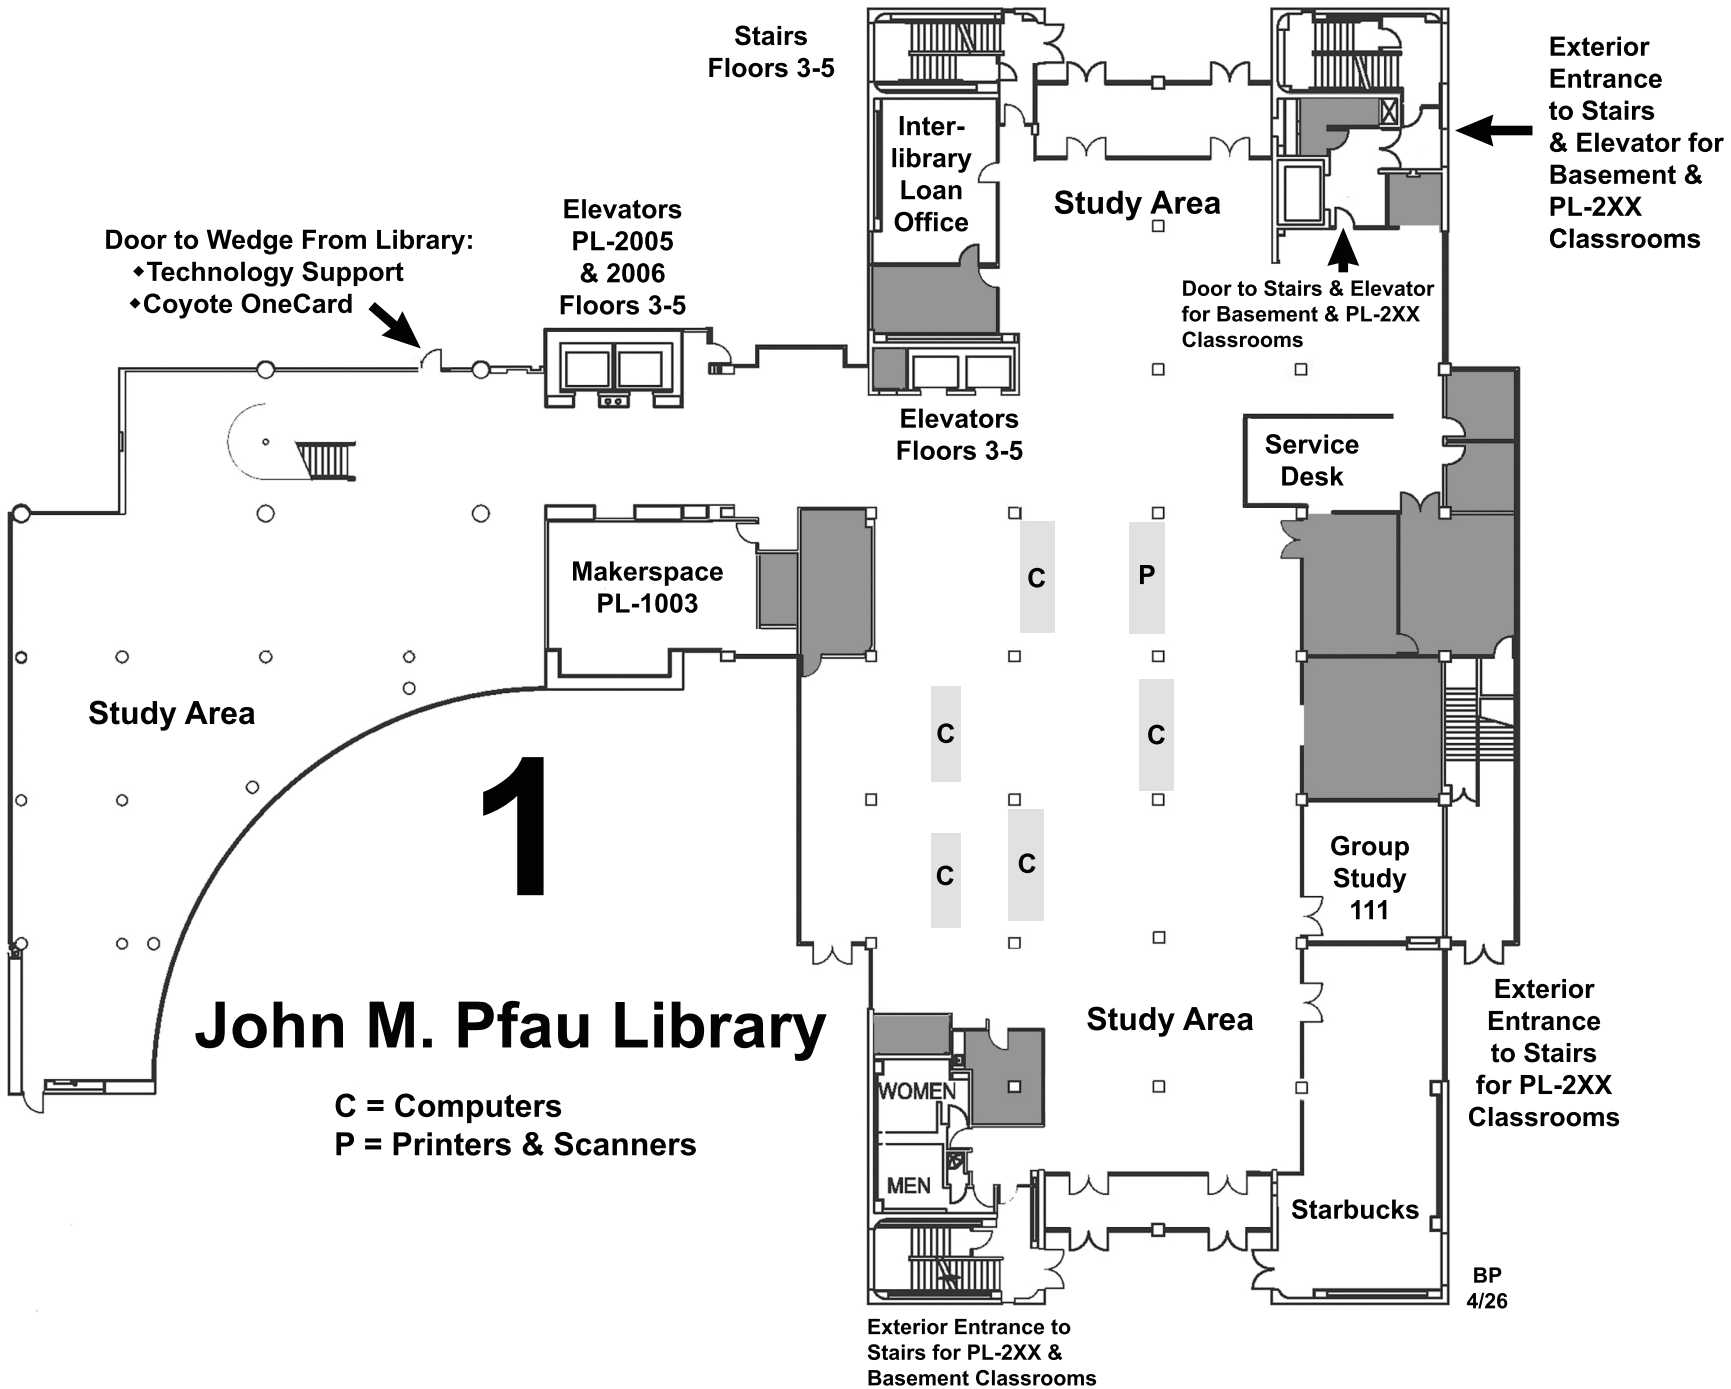 Stairs
Floors 3-5
Exterior
Entrance
to Stairs
& Elevator for
Basement &
PL-2XX
Classrooms
Inter-
library
Loan
Office
Study Area
Elevators
PL-2005
& 2006
Floors 3-5
Door to Wedge From Library:
◆Technology Support
◆Coyote OneCard
Door to Stairs & Elevator
for Basement & PL-2XX
Classrooms
Elevators
Floors 3-5
Service
Desk
Makerspace
PL-1003
C
P
Study Area
C
C
1
Group
Study
111
C
C
John M. Pfau Library
Study Area
Exterior
Entrance
to Stairs
for PL-2XX
Classrooms
C = Computers
P = Printers & Scanners
WOMEN
MEN
Starbucks
BP
4/26
Exterior Entrance to
Stairs for PL-2XX &
Basement Classrooms